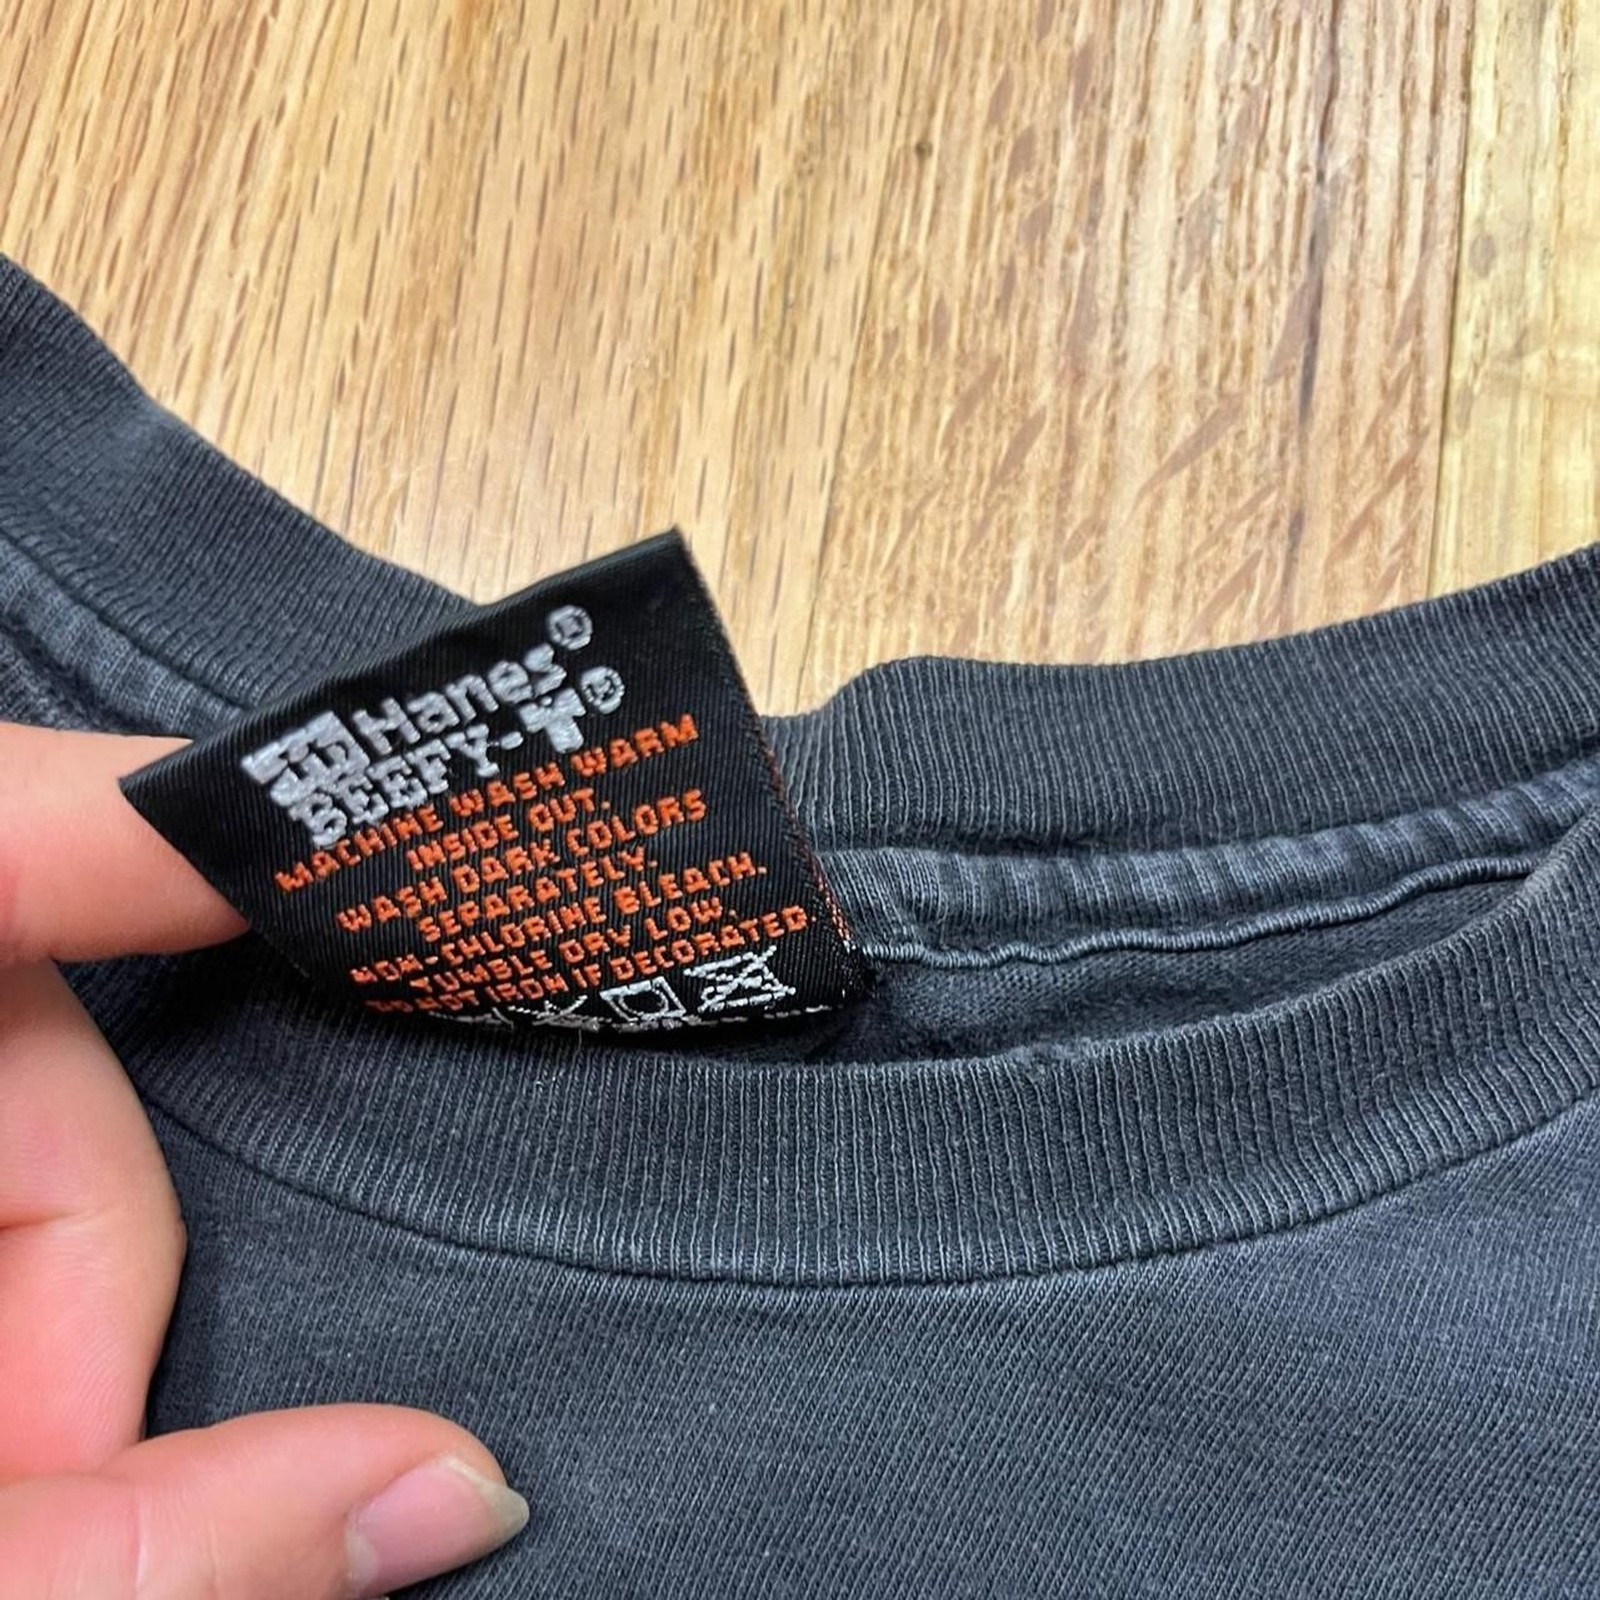 Hanes®
BEEFY-T®
MACHINE WASH WARM
INSIDE OUT.
WASH DARK COLORS
SEPARATELY.
NON-CHLORINE BLEACH.
TUMBLE DRY LOW.
DO NOT IRON IF DECORATED.